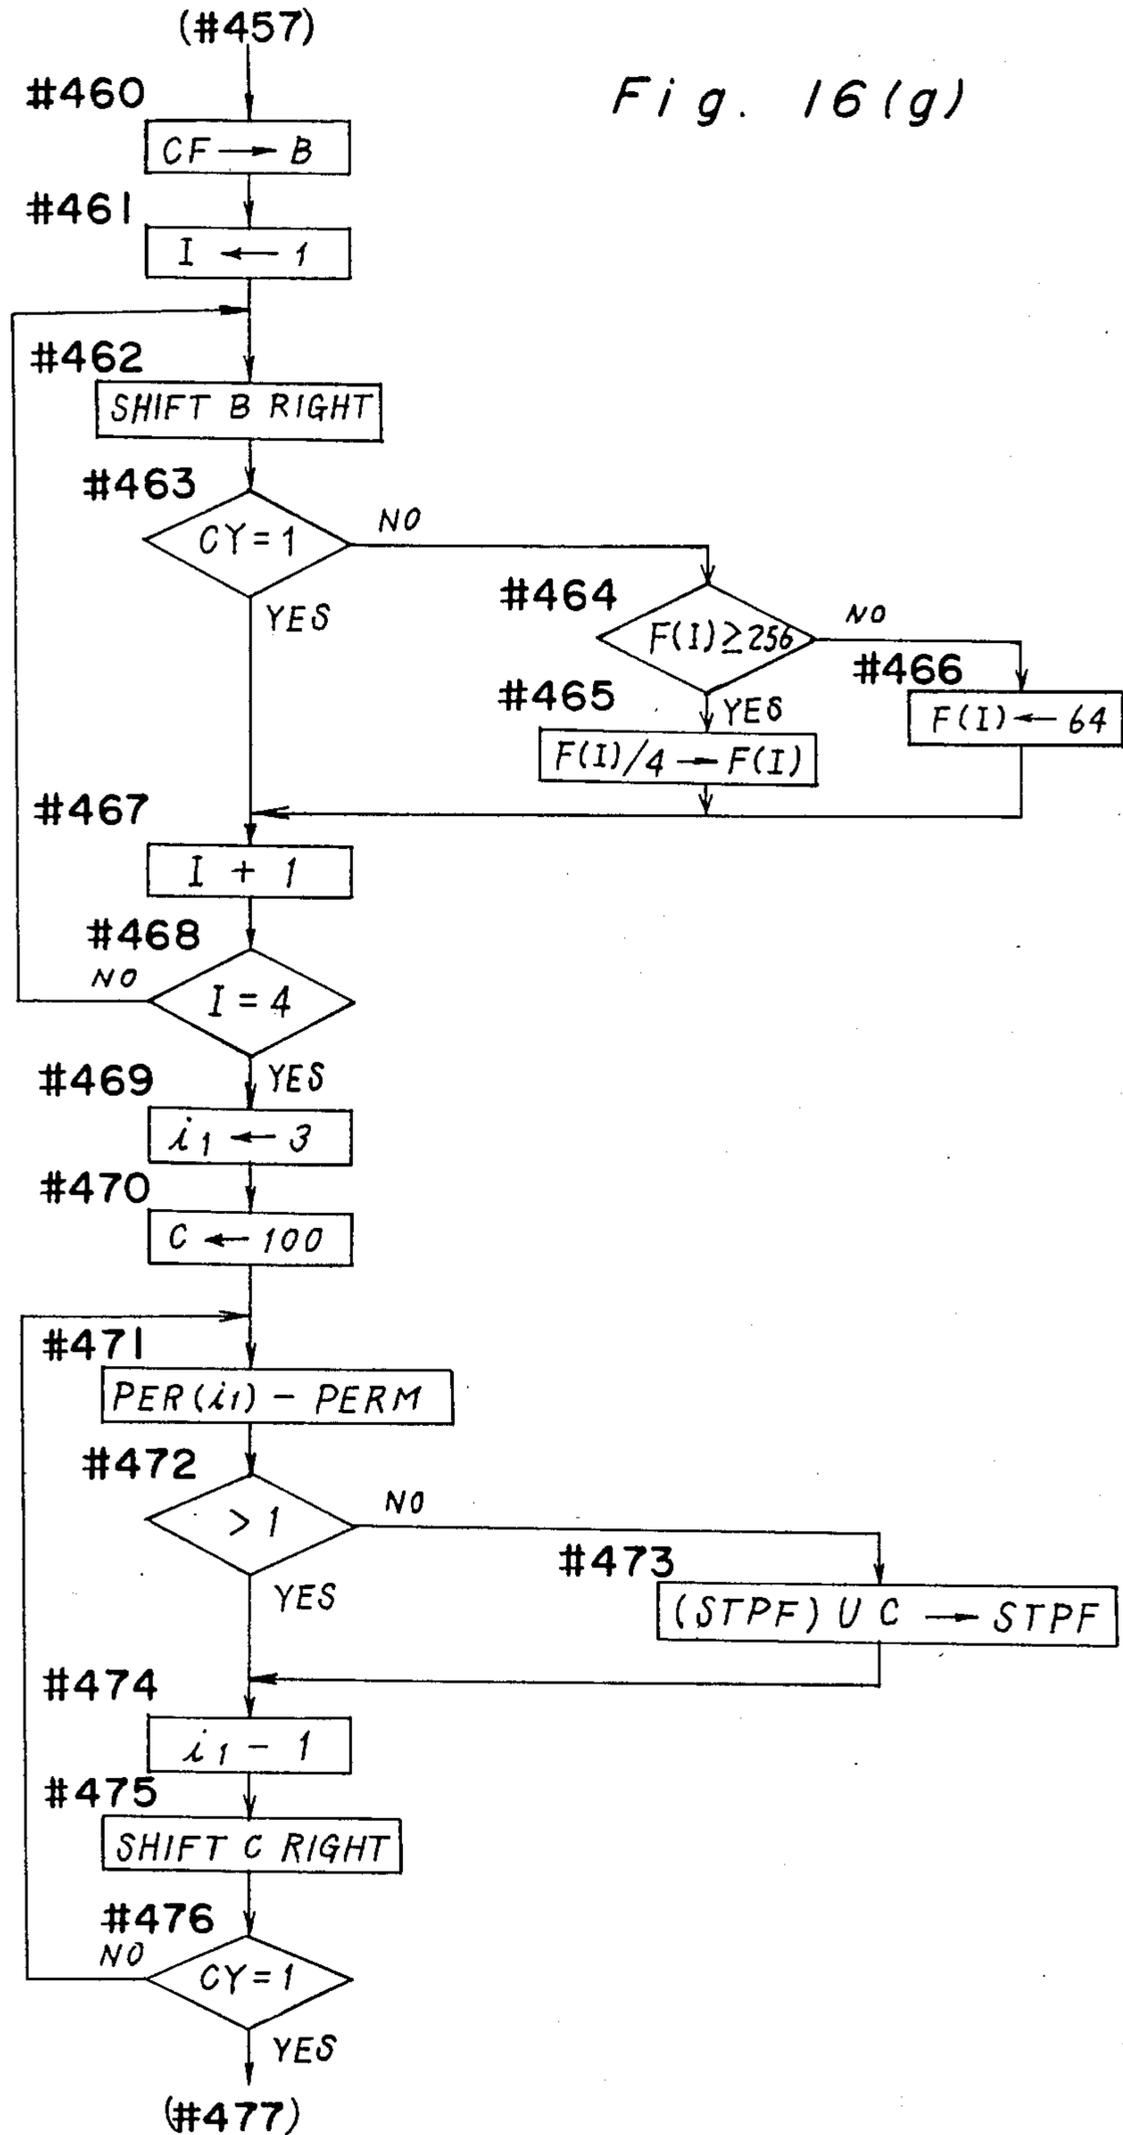 (#457)
Fig. 16(g)
#460
CF → B
#461
I ← 1
#462
SHIFT B RIGHT
#463
CY = 1
NO
YES
#464
F(I) ≥ 256
NO
#465
YES
#466
F(I) ← 64
F(I)/4 → F(I)
#467
I + 1
#468
NO
I = 4
#469
YES
i1 ← 3
#470
C ← 100
#471
PER(i1) - PERM
#472
> 1
NO
YES
#473
(STPF) U C → STPF
#474
i1 - 1
#475
SHIFT C RIGHT
#476
NO
CY = 1
YES
(#477)